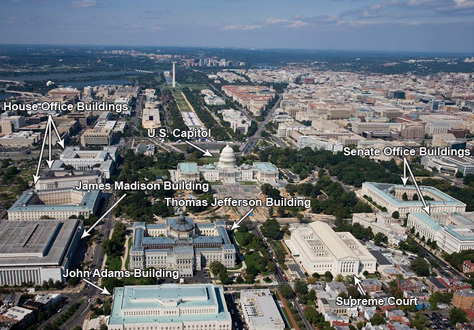 House Office Buildings
U.S. Capitol
Senate Office Buildings
James Madison Building
Thomas Jefferson Building
John Adams Building
Supreme Court